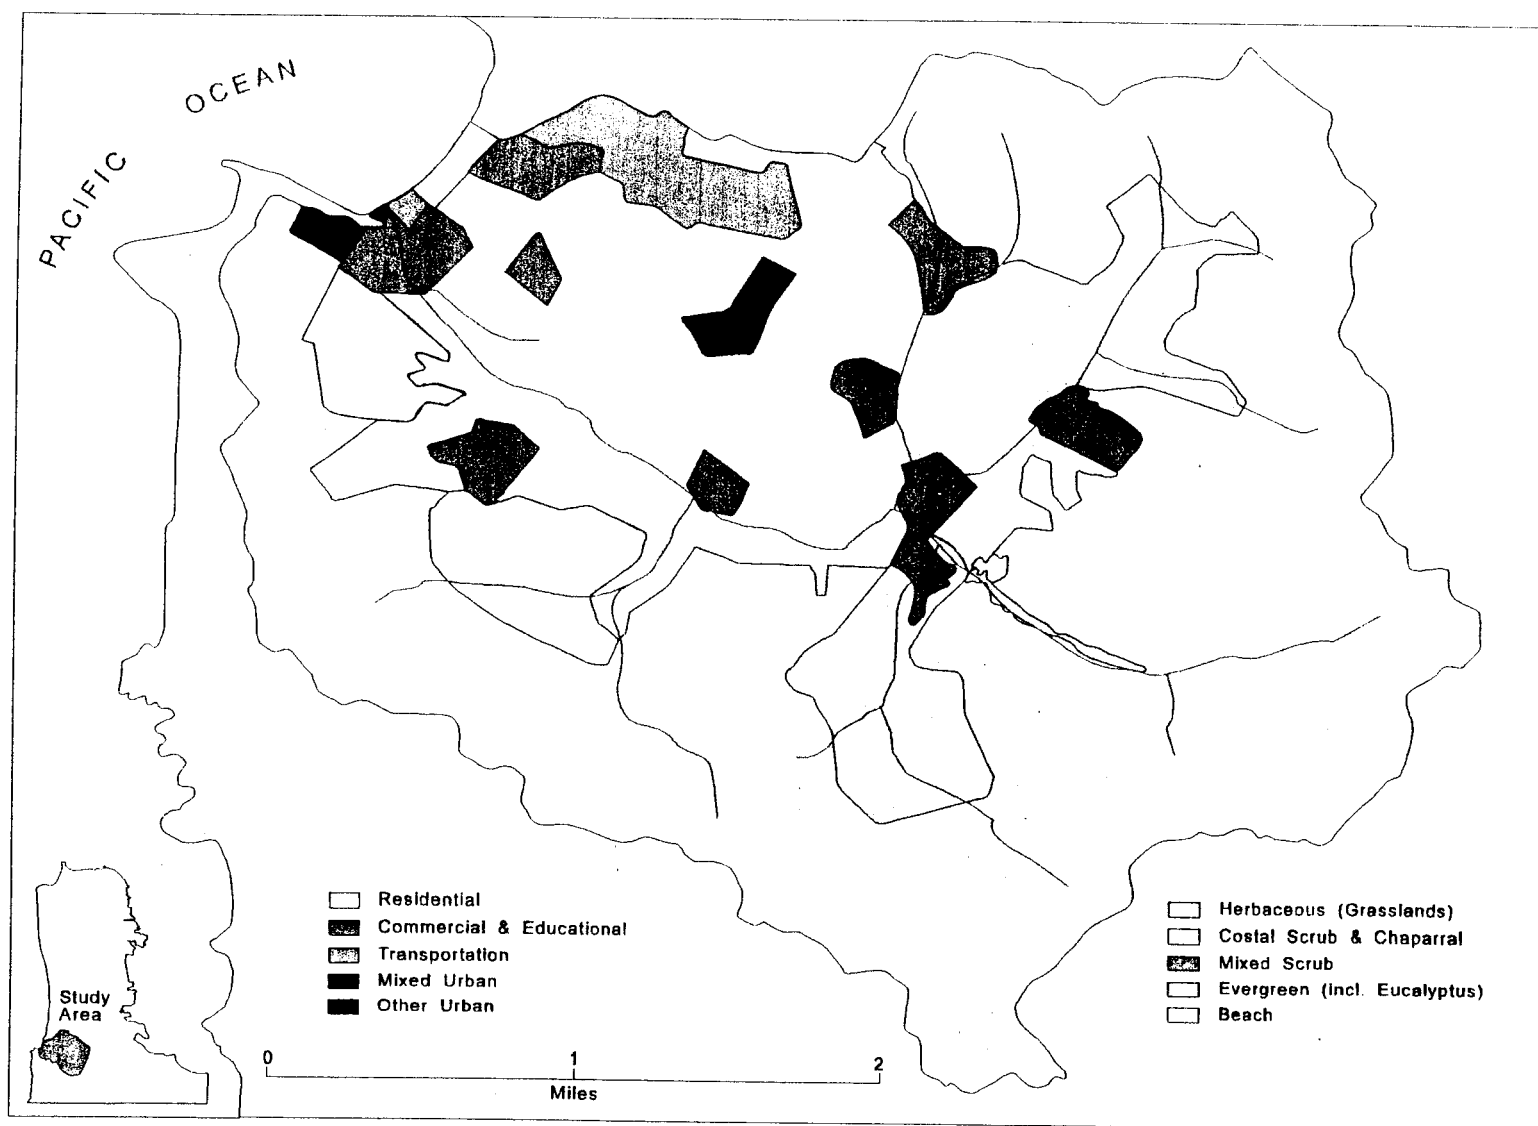 OCEAN
PACIFIC
Residential
Commercial & Educational
Transportation
Mixed Urban
Other Urban
Herbaceous (Grasslands)
Costal Scrub & Chaparral
Mixed Scrub
Evergreen (incl. Eucalyptus)
Beach
Study
Area
0 1 2
Miles